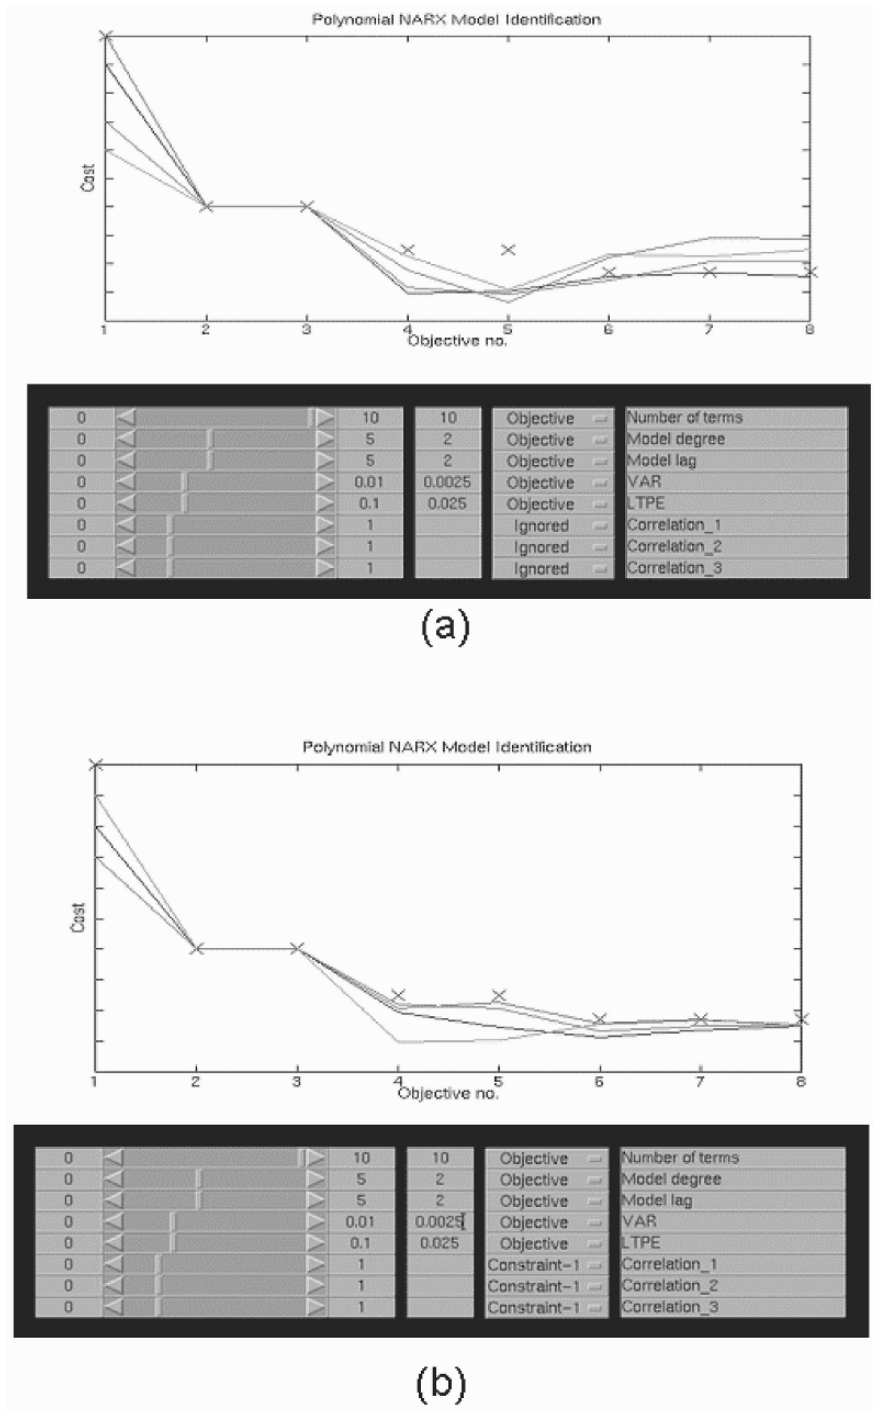 Polynomial NARX Model Identification
Cost
1 2 3 4 5 6 7 8
Objective no.
0 10 10 Objective Number of terms
0 5 2 Objective Model degree
0 5 2 Objective Model lag
0 0.01 0.0025 Objective VAR
0 0.1 0.025 Objective LTPE
0 1 Ignored Correlation_1
0 1 Ignored Correlation_2
0 1 Ignored Correlation_3
(a)
Polynomial NARX Model Identification
Cost
1 2 3 4 5 6 7 8
Objective no.
0 10 10 Objective Number of terms
0 5 2 Objective Model degree
0 5 2 Objective Model lag
0 0.01 0.0025 Objective VAR
0 0.1 0.025 Objective LTPE
0 1 Constraint-1 Correlation_1
0 1 Constraint-1 Correlation_2
0 1 Constraint-1 Correlation_3
(b)